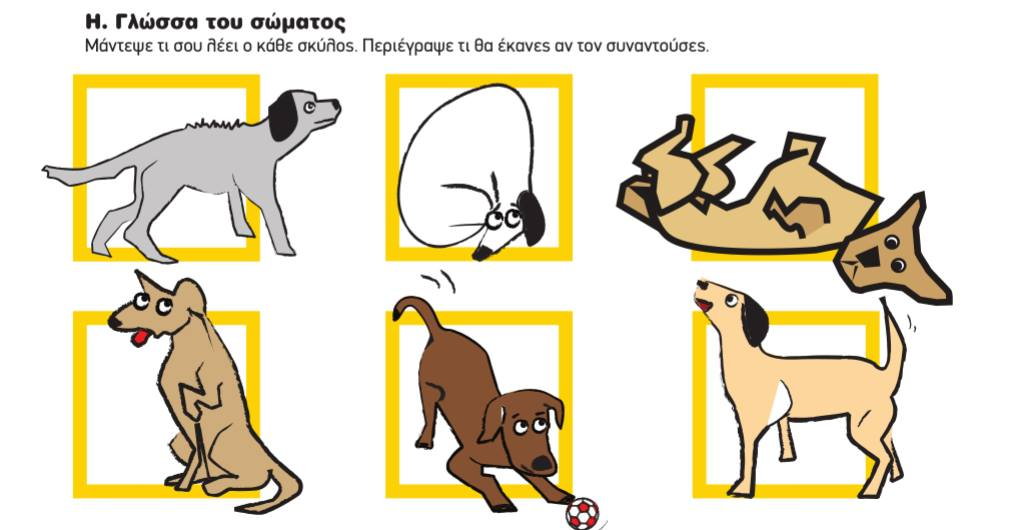 Η. Γλώσσα του σώματος
Μάντεψε τι σου λέει ο κάθε σκύλος. Περιέγραψε τι θα έκανες αν τον συναντούσες.